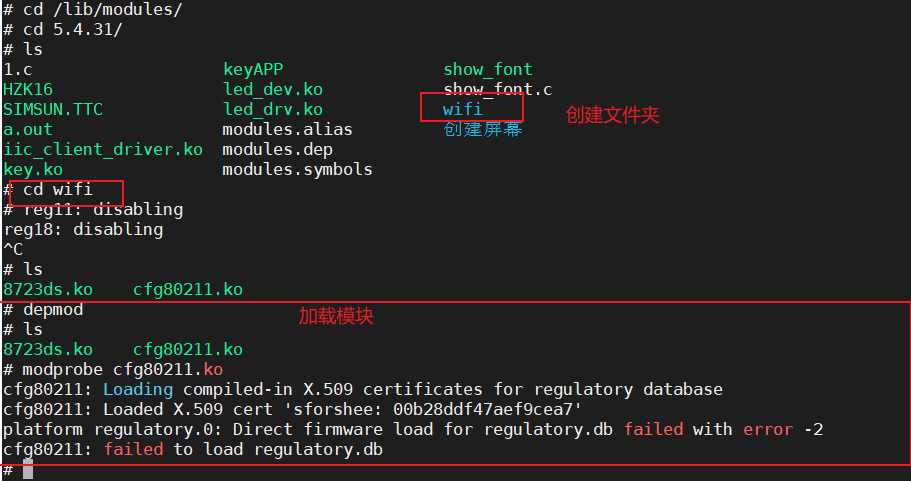 # cd /lib/modules/
# cd 5.4.31/
# ls
1.c keyAPP show_font
HZK16 led_dev.ko show_font.c
SIMSUN.TTC led_drv.ko wifi 创建文件夹
a.out modules.alias 创建屏幕
iic_client_driver.ko modules.dep
key.ko modules.symbols
# cd wifi
# reg11: disabling
reg18: disabling
^C
# ls
8723ds.ko cfg80211.ko
# depmod 加载模块
# ls
8723ds.ko cfg80211.ko
# modprobe cfg80211.ko
cfg80211: Loading compiled-in X.509 certificates for regulatory database
cfg80211: Loaded X.509 cert 'sforshee: 00b28ddf47aef9cea7'
platform regulatory.0: Direct firmware load for regulatory.db failed with error -2
cfg80211: failed to load regulatory.db
#